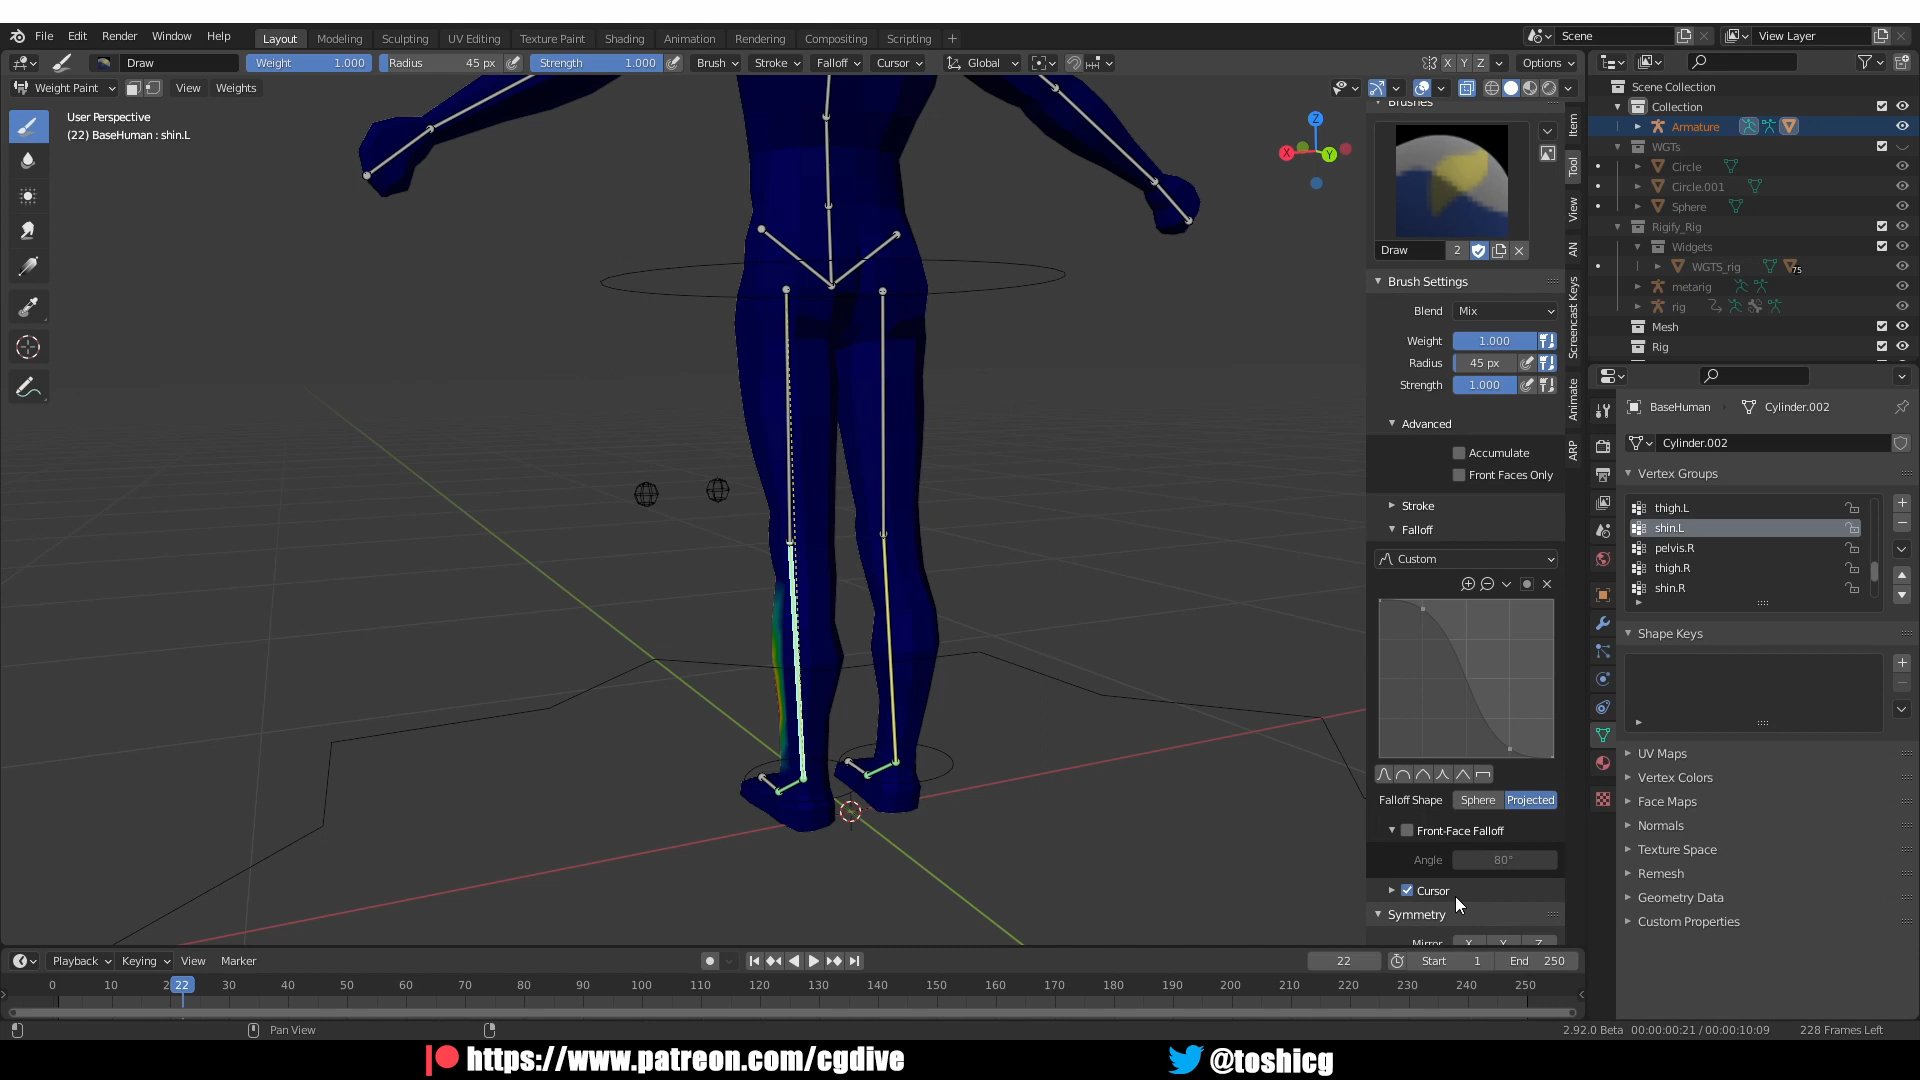 File Edit Render Window Help Layout Modeling Sculpting UV Editing Texture Paint Shading Animation Rendering Compositing Scripting Scene View Layer
Draw Weight 1.000 Radius 45 px Strength 1.000 Brush Stroke Falloff Cursor Global X Y Z Options
Weight Paint View Weights
User Perspective
(22) BaseHuman : shin.L
X
Y
Z
Brushes
Draw 2
Brush Settings
Blend Mix
Weight 1.000
Radius 45 px
Strength 1.000
Advanced
Accumulate
Front Faces Only
Stroke
Falloff
Custom
Falloff Shape Sphere Projected
Front-Face Falloff
Angle 80°
Cursor
Symmetry
Mirror X Y Z
Item
Tool
View
AN
Screencast Keys
Animate
ARP
Scene Collection
Collection
Armature
WGTs
Circle
Circle.001
Sphere
Rigify_Rig
Widgets
WGTS_rig 75
metarig
rig
Mesh
Rig
BaseHuman Cylinder.002
Cylinder.002
Vertex Groups
thigh.L
shin.L
pelvis.R
thigh.R
shin.R
Shape Keys
UV Maps
Vertex Colors
Face Maps
Normals
Texture Space
Remesh
Geometry Data
Custom Properties
Playback Keying View Marker 22 Start 1 End 250
0 10 2 22 30 40 50 60 70 80 90 100 110 120 130 140 150 160 170 180 190 200 210 220 230 240 250
Pan View 2.92.0 Beta 00:00:00:21 / 00:00:10:09 228 Frames Left
https://www.patreon.com/cgdive @toshicg